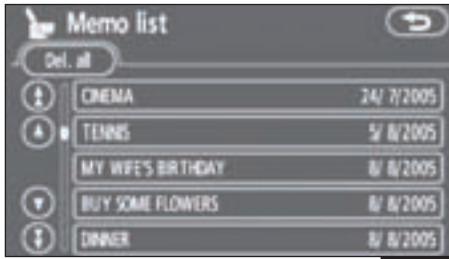 Memo list
Del. all
CINEMA 24/ 7/2005
TENNIS 5/ 8/2005
MY WIFE'S BIRTHDAY 8/ 8/2005
BUY SOME FLOWERS 8/ 8/2005
DINNER 8/ 8/2005